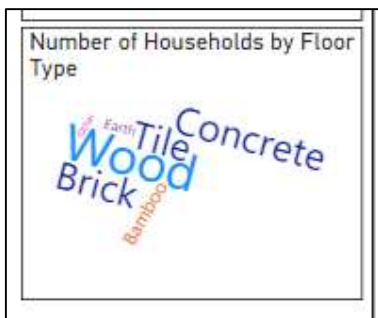 Number of Households by Floor
Type
Concrete
Earth
Tile
Wood
Brick
Bamboo